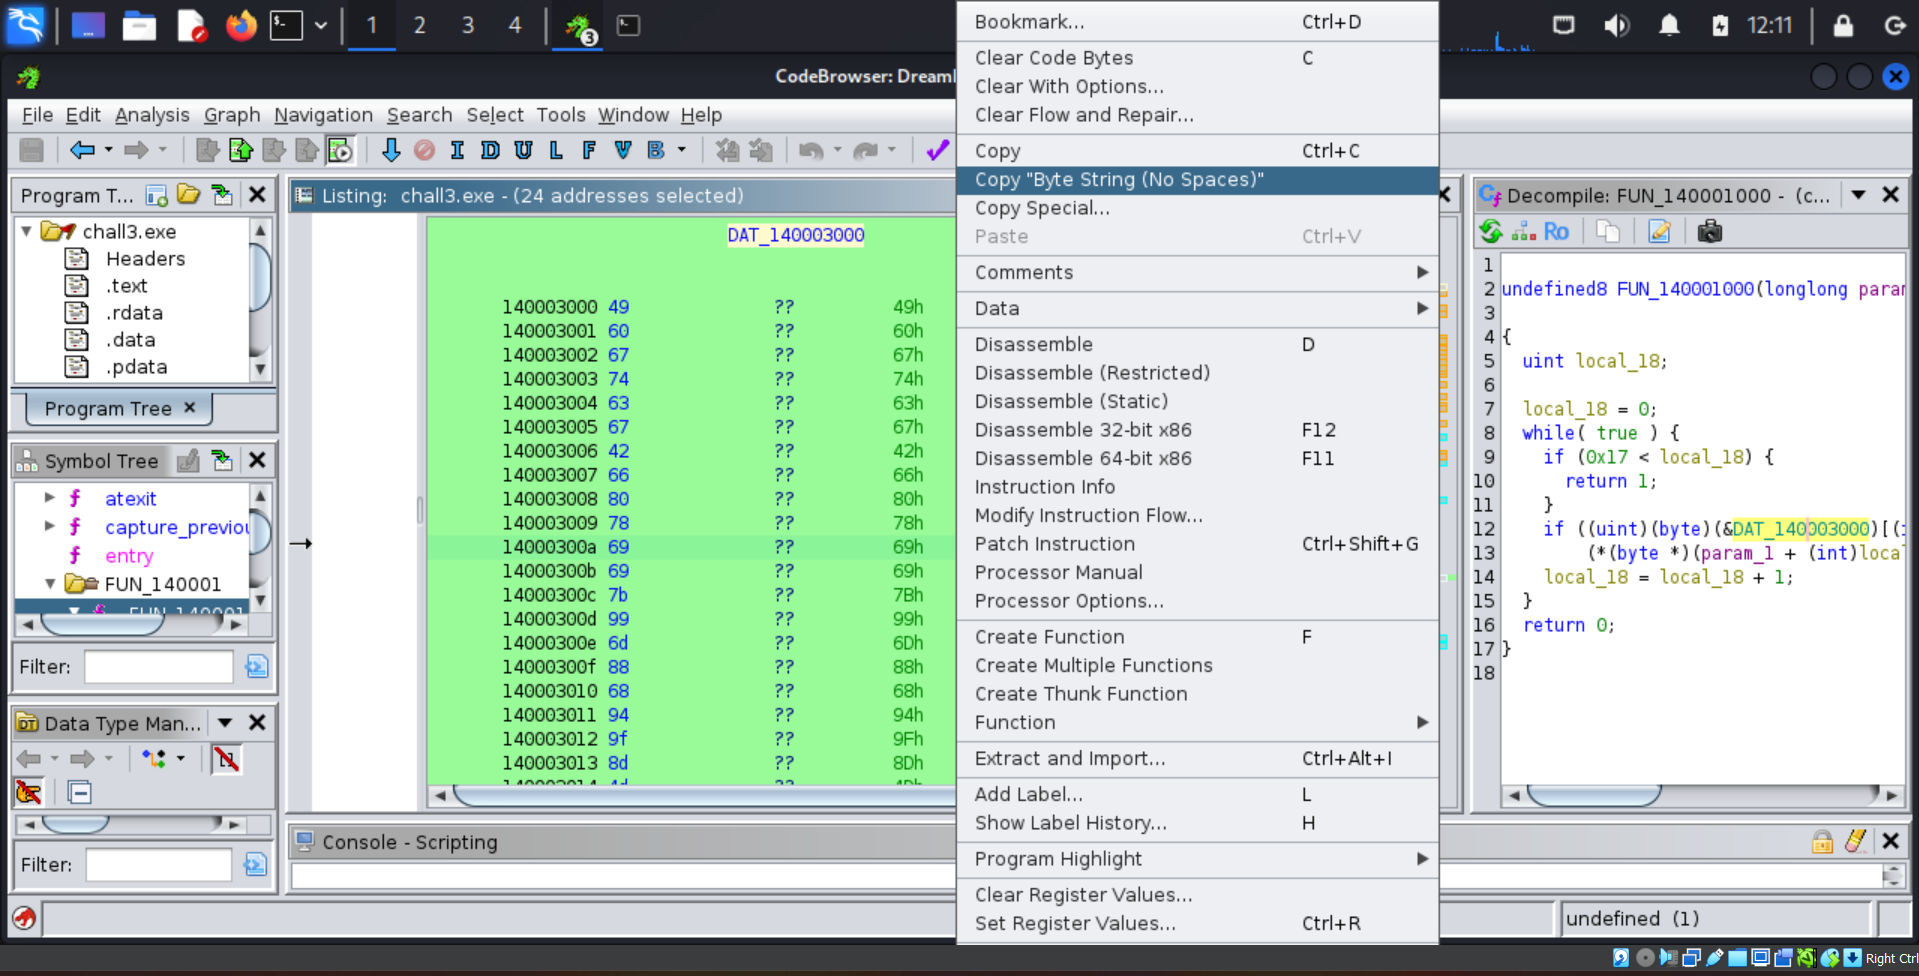 1 2 3 4
3
12:11
CodeBrowser: Dream
File Edit Analysis Graph Navigation Search Select Tools Window Help
I D U L F V B
Program T...
chall3.exe
Headers
.text
.rdata
.data
.pdata
Program Tree
Symbol Tree
f atexit
f capture_previou
f entry
FUN_140001
Filter:
Data Type Man...
Filter:
Listing: chall3.exe - (24 addresses selected)
DAT_140003000
140003000 49 ?? 49h
140003001 60 ?? 60h
140003002 67 ?? 67h
140003003 74 ?? 74h
140003004 63 ?? 63h
140003005 67 ?? 67h
140003006 42 ?? 42h
140003007 66 ?? 66h
140003008 80 ?? 80h
140003009 78 ?? 78h
14000300a 69 ?? 69h
14000300b 69 ?? 69h
14000300c 7b ?? 7Bh
14000300d 99 ?? 99h
14000300e 6d ?? 6Dh
14000300f 88 ?? 88h
140003010 68 ?? 68h
140003011 94 ?? 94h
140003012 9f ?? 9Fh
140003013 8d ?? 8Dh
Console - Scripting
Bookmark... Ctrl+D
Clear Code Bytes C
Clear With Options...
Clear Flow and Repair...
Copy Ctrl+C
Copy "Byte String (No Spaces)"
Copy Special...
Paste Ctrl+V
Comments
Data
Disassemble D
Disassemble (Restricted)
Disassemble (Static)
Disassemble 32-bit x86 F12
Disassemble 64-bit x86 F11
Instruction Info
Modify Instruction Flow...
Patch Instruction Ctrl+Shift+G
Processor Manual
Processor Options...
Create Function F
Create Multiple Functions
Create Thunk Function
Function
Extract and Import... Ctrl+Alt+I
Add Label... L
Show Label History... H
Program Highlight
Clear Register Values...
Set Register Values... Ctrl+R
Decompile: FUN_140001000 - (c...
Ro
1
2 undefined8 FUN_140001000(longlong para
3
4 {
5 uint local_18;
6
7 local_18 = 0;
8 while( true ) {
9 if (0x17 < local_18) {
10 return 1;
11 }
12 if ((uint)(byte)(&DAT_140003000)[(
13 (*(byte *)(param_1 + (int)loca
14 local_18 = local_18 + 1;
15 }
16 return 0;
17 }
18
undefined (1)
Right Ctrl